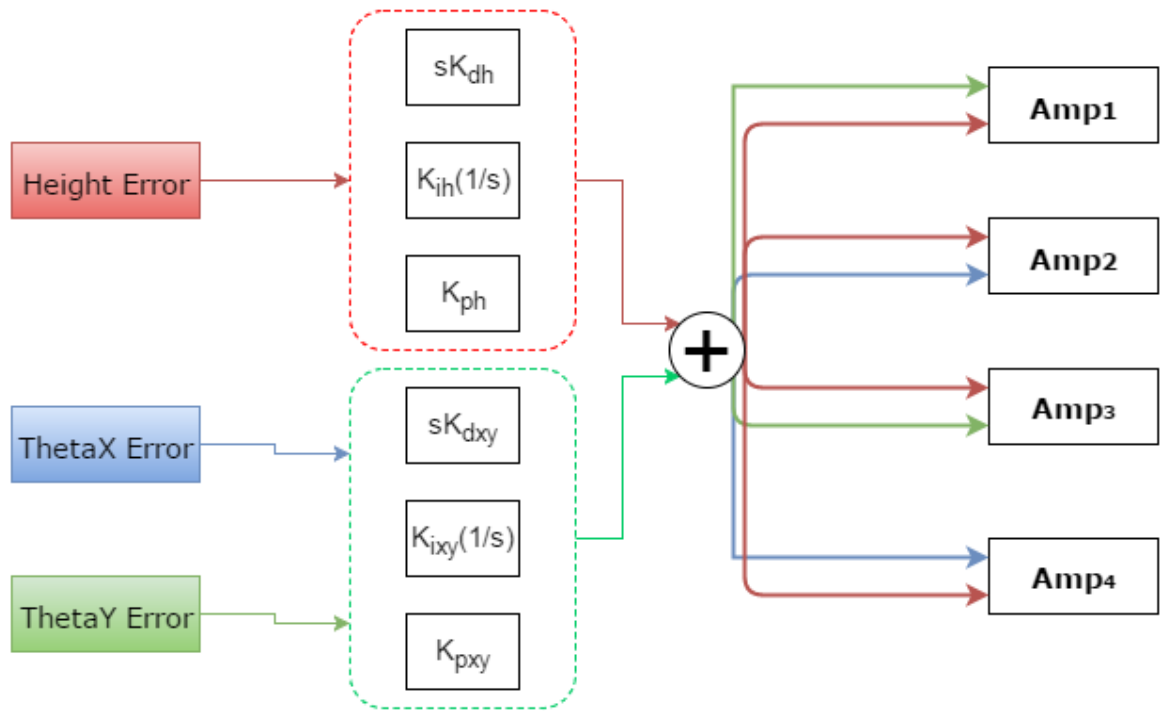 sK_dh
Height Error
K_ih(1/s)
K_ph
ThetaX Error
sK_dxy
K_ixy(1/s)
ThetaY Error
K_pxy
+
Amp1
Amp2
Amp3
Amp4